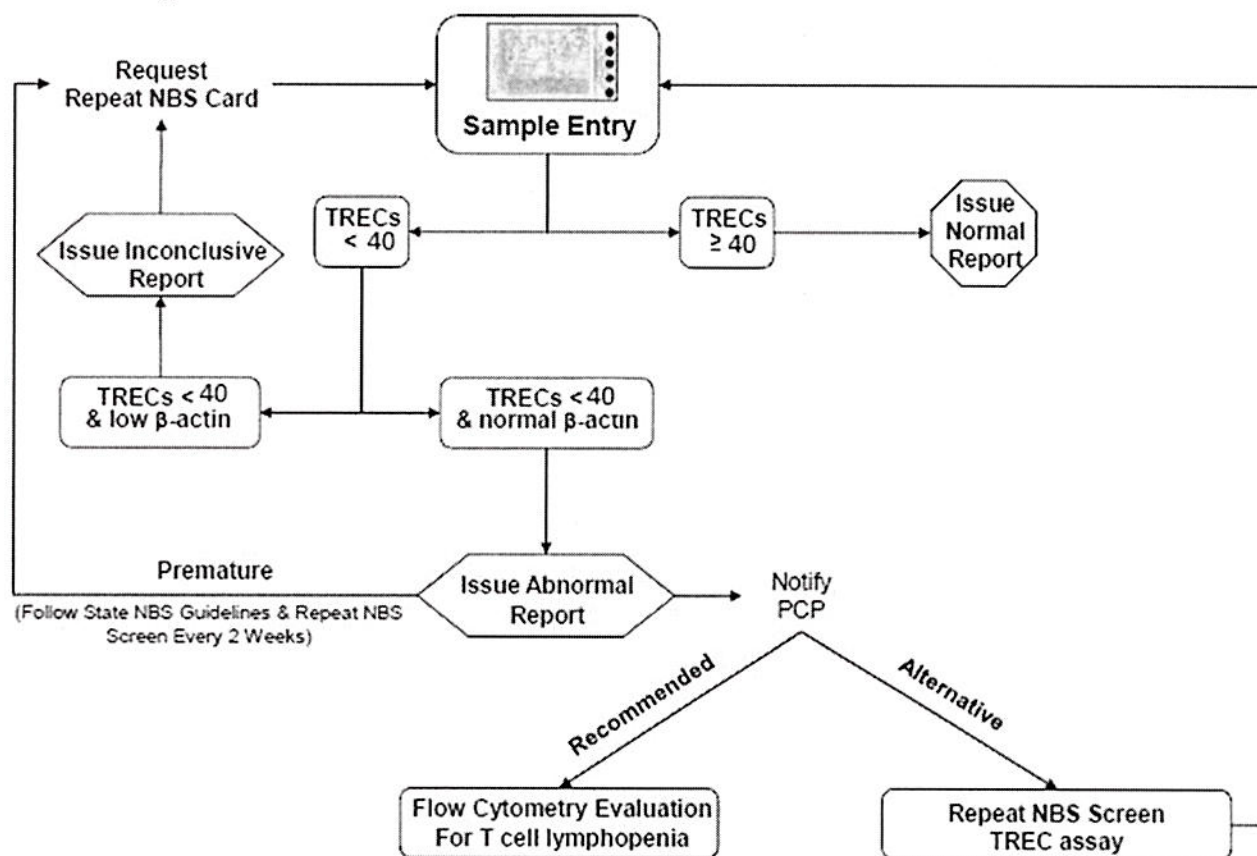 Request
Repeat NBS Card
Sample Entry
TRECs
< 40
TRECs
≥ 40
Issue
Normal
Report
Issue Inconclusive
Report
TRECs < 40
& low β-actin
TRECs < 40
& normal β-actin
Premature
(Follow State NBS Guidelines & Repeat NBS
Screen Every 2 Weeks)
Issue Abnormal
Report
Notify
PCP
Recommended
Alternative
Flow Cytometry Evaluation
For T cell lymphopenia
Repeat NBS Screen
TREC assay